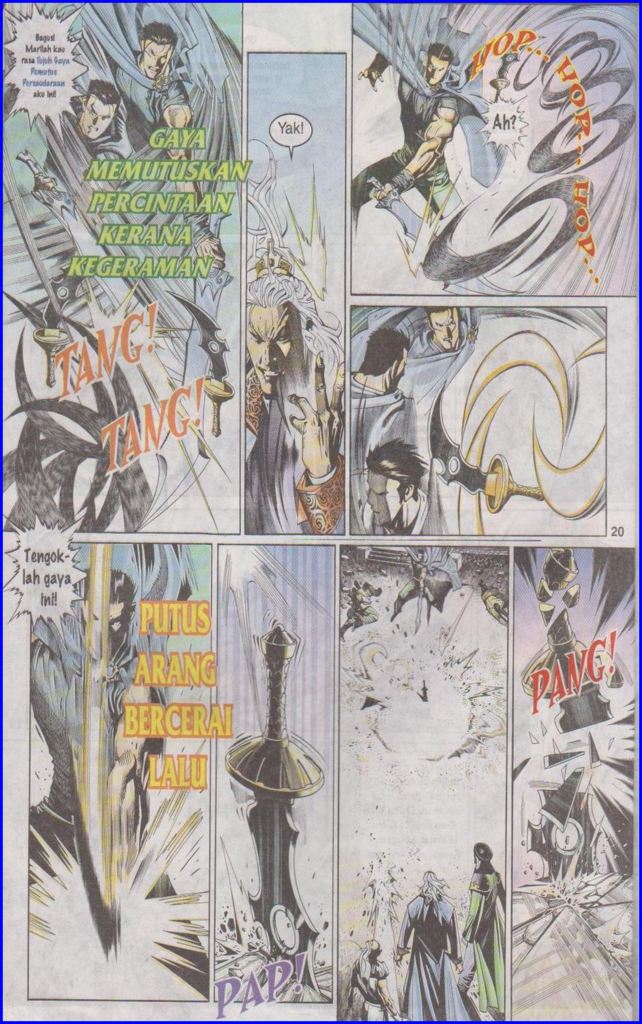 Bagus!
Marilah kau
rasa Tujuh Gaya
Pemutus
Persaudaraan
aku ini!
GAYA
MEMUTUSKAN
PERCINTAAN
KERANA
KEGERAMAN
TANG!
TANG!
Yak!
HOP... HOP... HOP...
Ah?
20
Tengok-
lah gaya
ini!
PUTUS
ARANG
BERCERAI
LALU
PAP!
PANG!